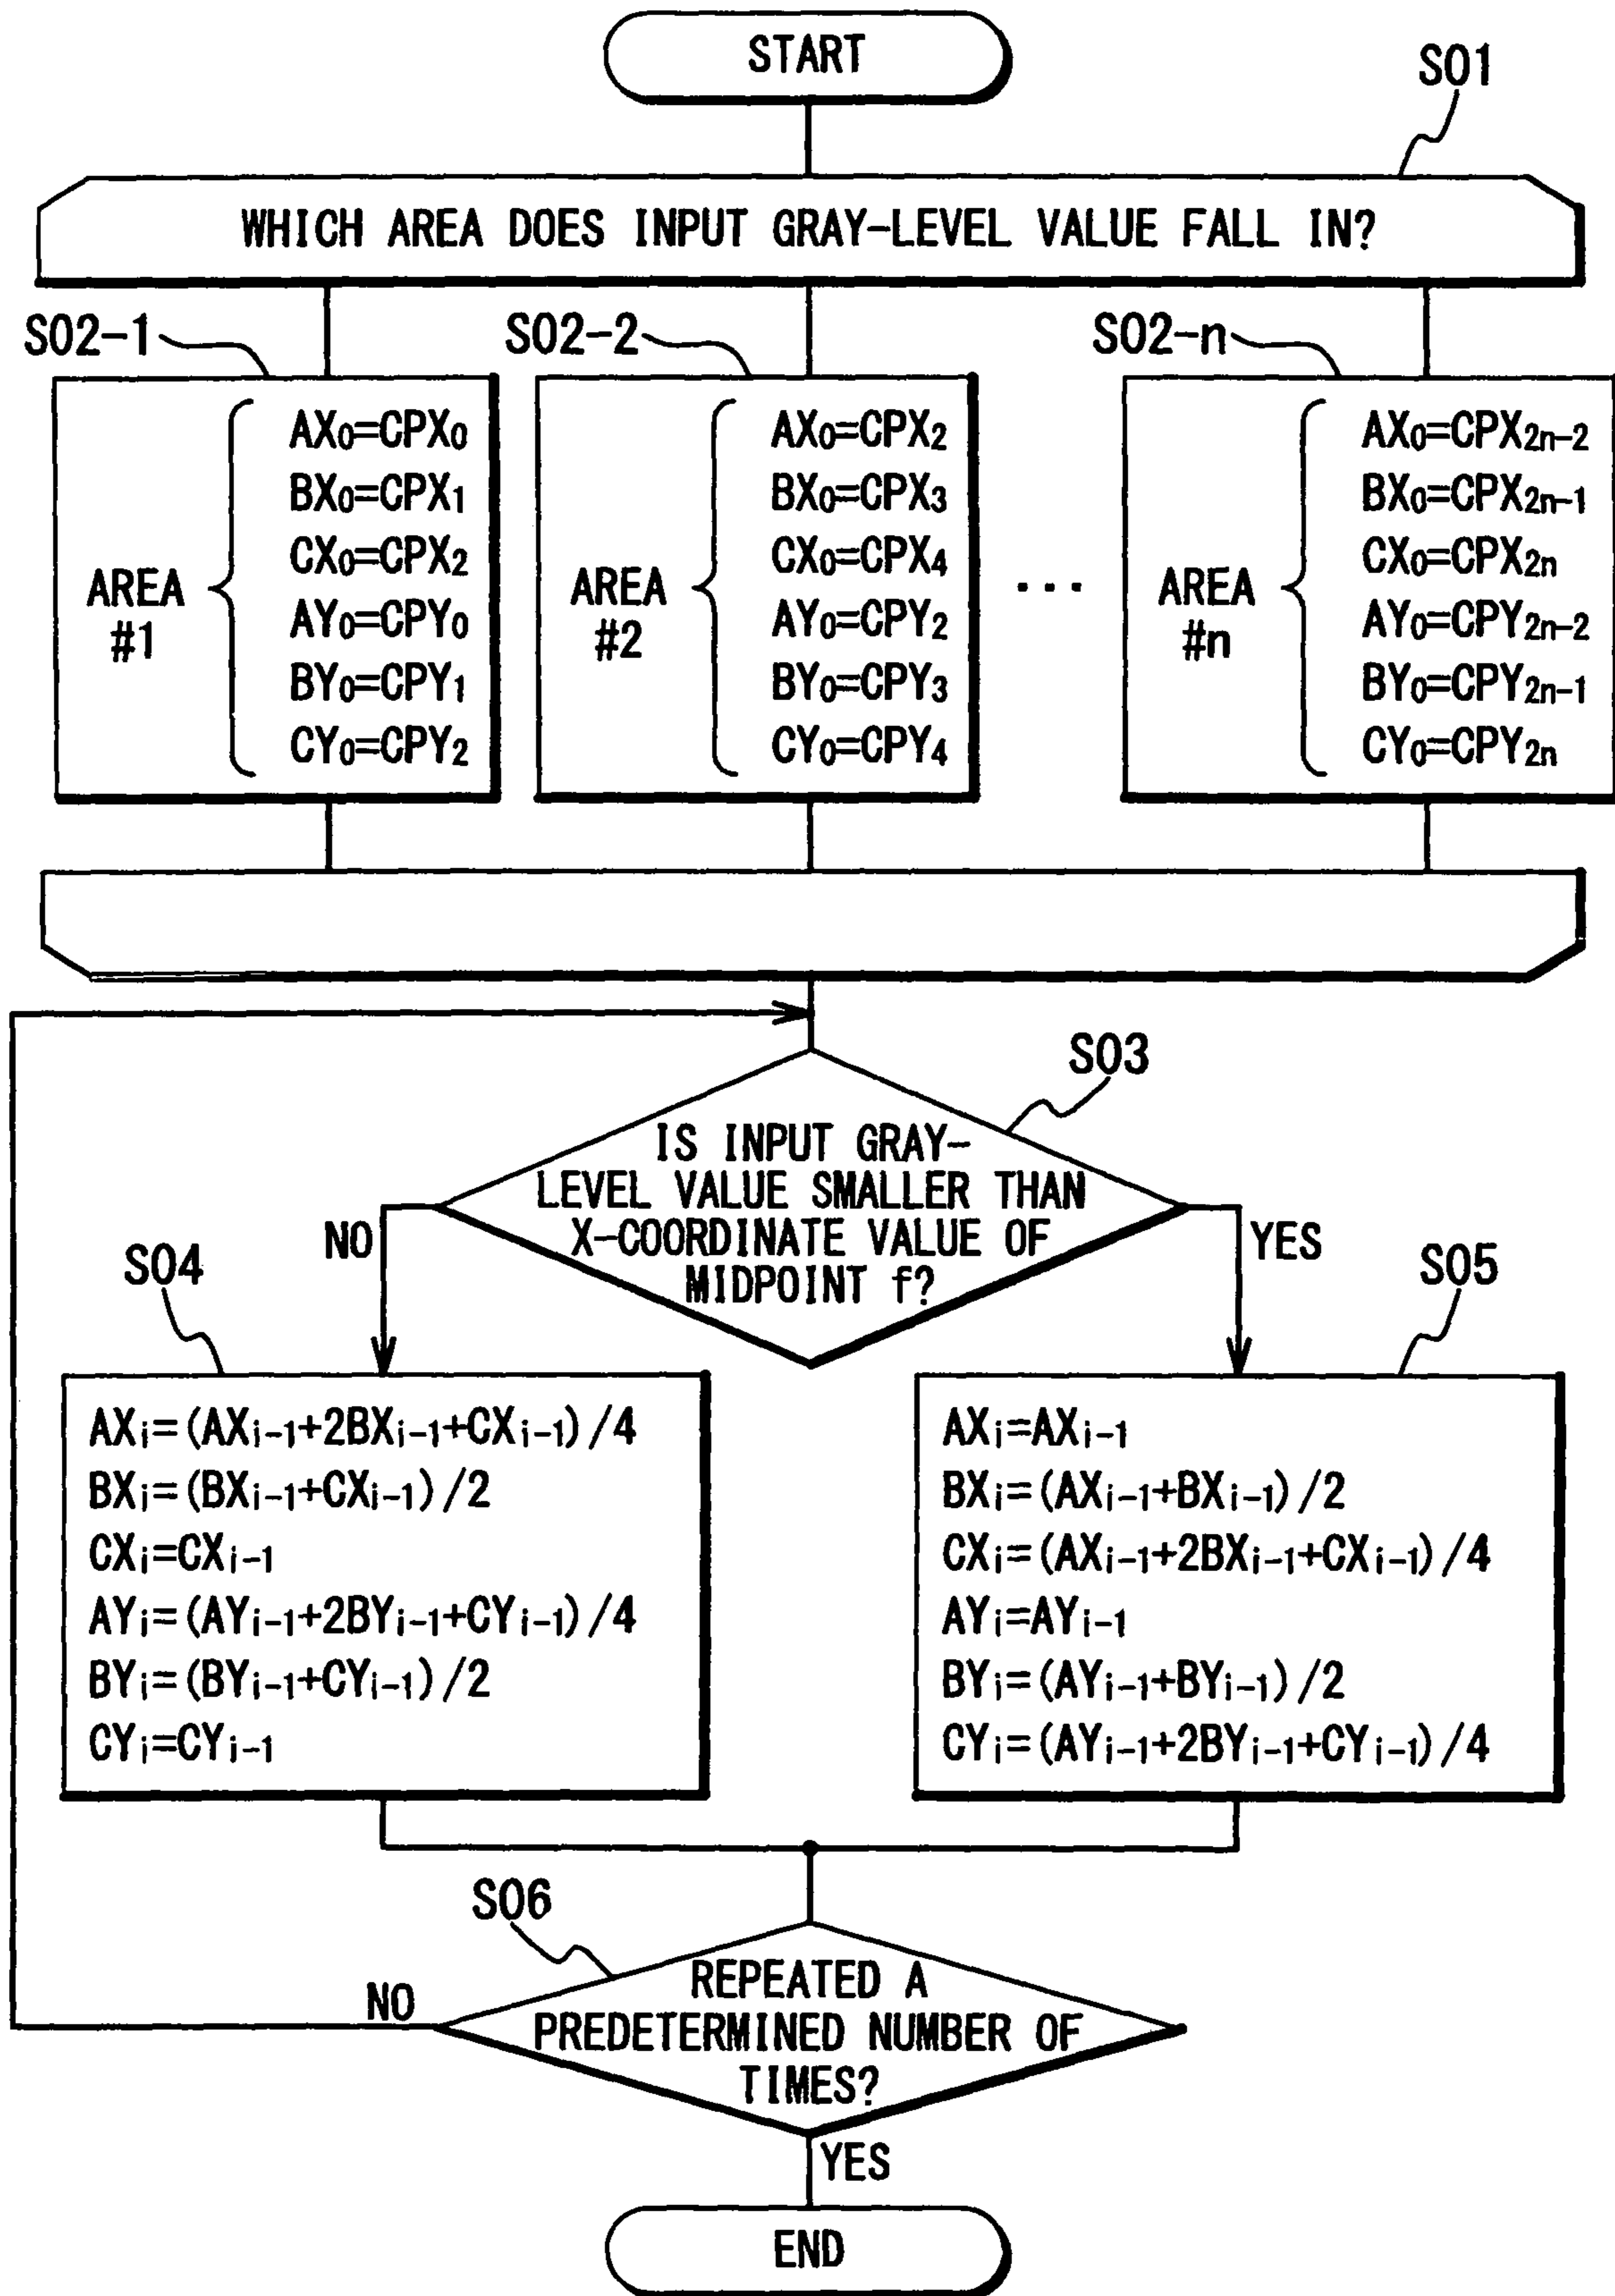 START
S01
WHICH AREA DOES INPUT GRAY-LEVEL VALUE FALL IN?
S02-1
AREA
#1
AX₀=CPX₀
BX₀=CPX₁
CX₀=CPX₂
AY₀=CPY₀
BY₀=CPY₁
CY₀=CPY₂
S02-2
AREA
#2
AX₀=CPX₂
BX₀=CPX₃
CX₀=CPX₄
AY₀=CPY₂
BY₀=CPY₃
CY₀=CPY₄
...
S02-n
AREA
#n
AX₀=CPX₂ₙ₋₂
BX₀=CPX₂ₙ₋₁
CX₀=CPX₂ₙ
AY₀=CPY₂ₙ₋₂
BY₀=CPY₂ₙ₋₁
CY₀=CPY₂ₙ
S03
IS INPUT GRAY-
LEVEL VALUE SMALLER THAN
X-COORDINATE VALUE OF
MIDPOINT f?
NO
YES
S04
AXᵢ=(AXᵢ₋₁+2BXᵢ₋₁+CXᵢ₋₁)/4
BXᵢ=(BXᵢ₋₁+CXᵢ₋₁)/2
CXᵢ=CXᵢ₋₁
AYᵢ=(AYᵢ₋₁+2BYᵢ₋₁+CYᵢ₋₁)/4
BYᵢ=(BYᵢ₋₁+CYᵢ₋₁)/2
CYᵢ=CYᵢ₋₁
S05
AXᵢ=AXᵢ₋₁
BXᵢ=(AXᵢ₋₁+BXᵢ₋₁)/2
CXᵢ=(AXᵢ₋₁+2BXᵢ₋₁+CXᵢ₋₁)/4
AYᵢ=AYᵢ₋₁
BYᵢ=(AYᵢ₋₁+BYᵢ₋₁)/2
CYᵢ=(AYᵢ₋₁+2BYᵢ₋₁+CYᵢ₋₁)/4
S06
REPEATED A
PREDETERMINED NUMBER OF
TIMES?
NO
YES
END